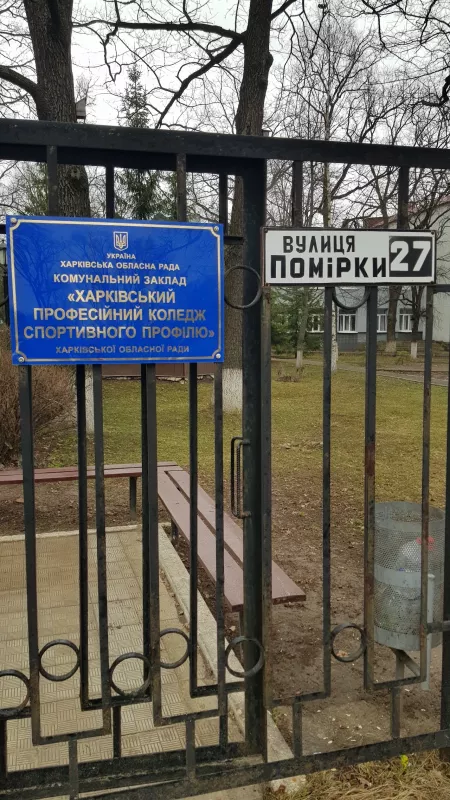 УКРАЇНА
ХАРКІВСЬКА ОБЛАСНА РАДА
КОМУНАЛЬНИЙ ЗАКЛАД
«ХАРКІВСЬКИЙ
ПРОФЕСІЙНИЙ КОЛЕДЖ
СПОРТИВНОГО ПРОФІЛЮ»
ХАРКІВСЬКОЇ ОБЛАСНОЇ РАДИ
ВУЛИЦЯ
ПОМІРКИ 27